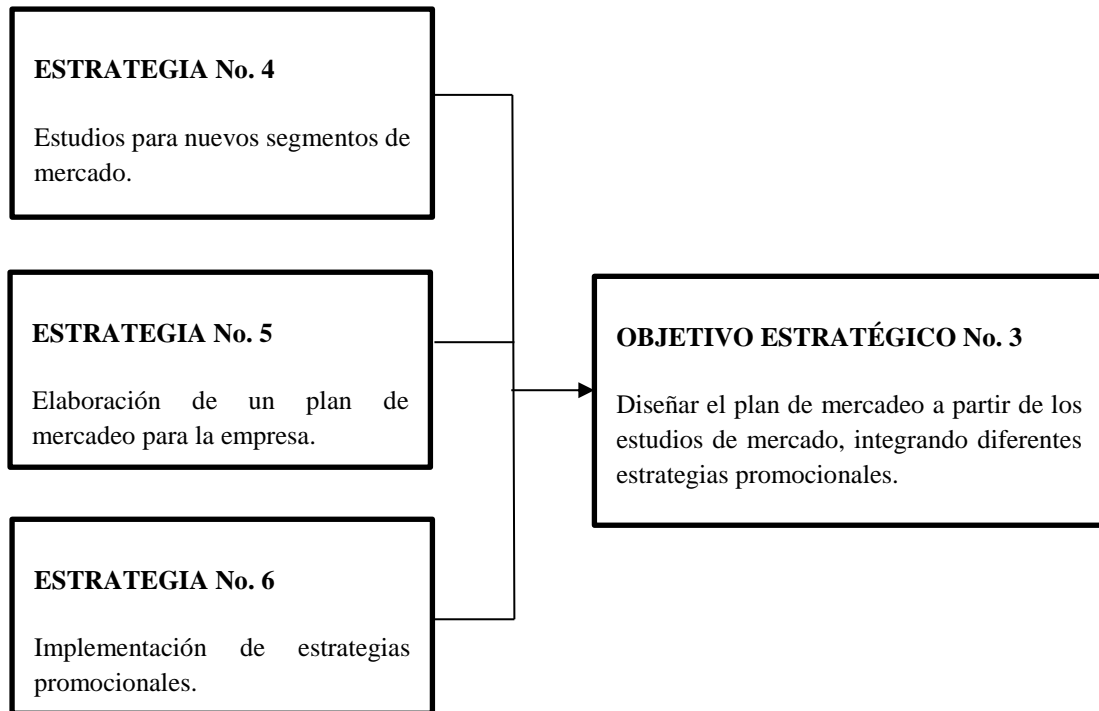 ESTRATEGIA No. 4
Estudios para nuevos segmentos de
mercado.
ESTRATEGIA No. 5
Elaboración de un plan de
mercadeo para la empresa.
ESTRATEGIA No. 6
Implementación de estrategias
promocionales.
OBJETIVO ESTRATÉGICO No. 3
Diseñar el plan de mercadeo a partir de los
estudios de mercado, integrando diferentes
estrategias promocionales.